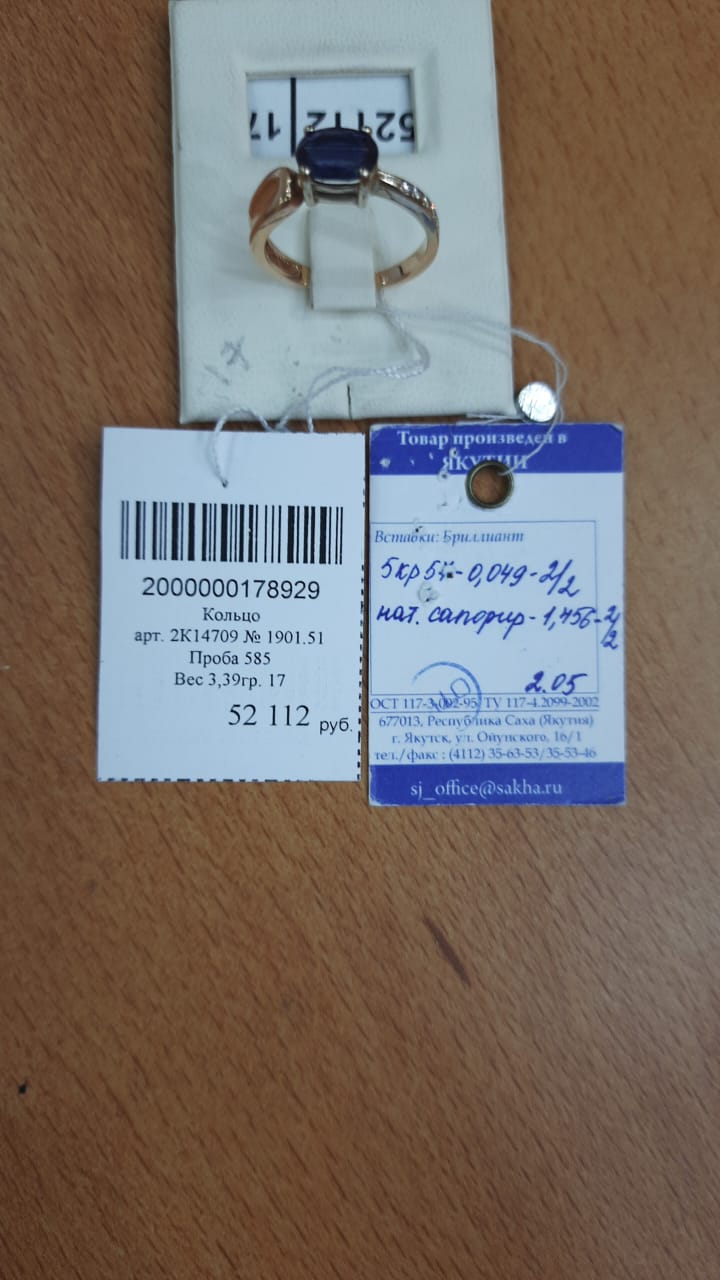 52112
17
17
2000000178929
Кольцо
арт. 2К14709 № 1901.51
Проба 585
Вес 3,39гр. 17
52 112 руб.
Товар произведен в
ЯКУТИИ
Вставки: Бриллиант
5кр57-0,049-2/2
нат. сапфир-1,456-2/2
2.05
ОСТ 117-3-002-95, ТУ 117-4.2099-2002
677013, Республика Саха (Якутия)
г. Якутск, ул. Ойунского, 16/1
тел./факс : (4112) 35-63-53/35-53-46
sj_office@sakha.ru